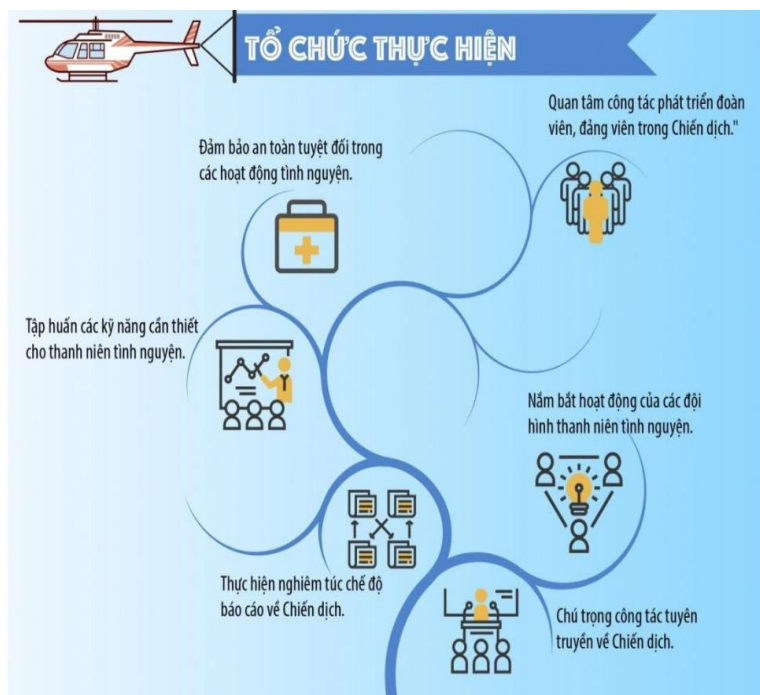 TỔ CHỨC THỰC HIỆN
Quan tâm công tác phát triển đoàn
viên, đảng viên trong Chiến dịch."
Đảm bảo an toàn tuyệt đối trong
các hoạt động tình nguyện.
Tập huấn các kỹ năng cần thiết
cho thanh niên tình nguyện.
Nắm bắt hoạt động của các đội
hình thanh niên tình nguyện.
Thực hiện nghiêm túc chế độ
báo cáo về Chiến dịch.
Chú trọng công tác tuyên
truyền về Chiến dịch.